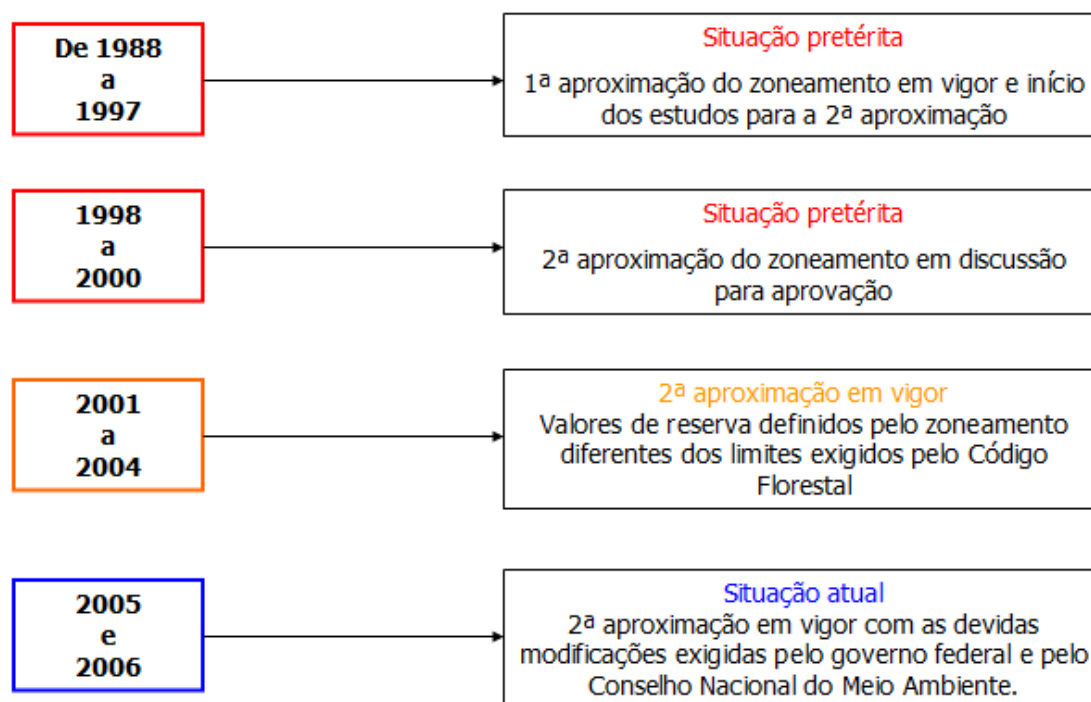 De 1988
a
1997
Situação pretérita
1ª aproximação do zoneamento em vigor e início
dos estudos para a 2ª aproximação
1998
a
2000
Situação pretérita
2ª aproximação do zoneamento em discussão
para aprovação
2001
a
2004
2ª aproximação em vigor
Valores de reserva definidos pelo zoneamento
diferentes dos limites exigidos pelo Código
Florestal
2005
e
2006
Situação atual
2ª aproximação em vigor com as devidas
modificações exigidas pelo governo federal e pelo
Conselho Nacional do Meio Ambiente.